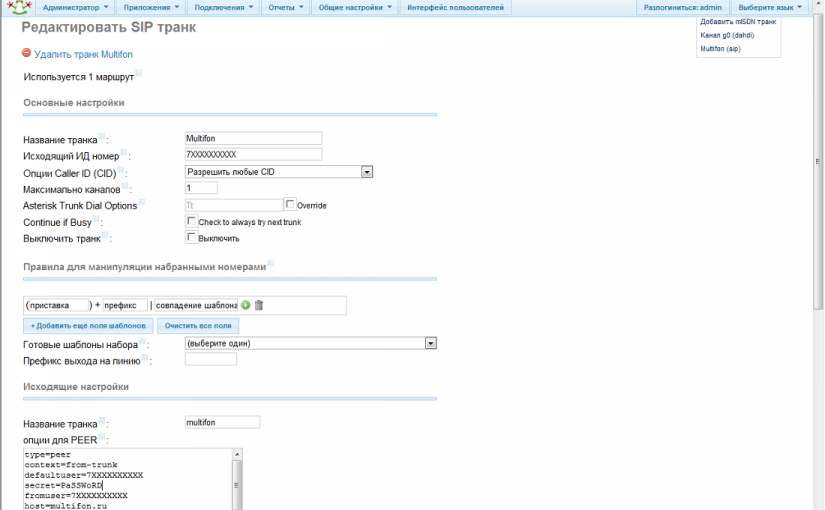 Администратор Приложения Подключения Отчеты Общие настройки Интерфейс пользователей Разлогиниться: admin Выберите язык
Редактировать SIP транк
Добавить mISDN транк
Канал g0 (dahdi)
Multifon (sip)
Удалить транк Multifon
Используется 1 маршрут
Основные настройки
Название транка: Multifon
Исходящий ИД номер: 7XXXXXXXXXX
Опции Caller ID (CID): Разрешить любые CID
Максимально каналов: 1
Asterisk Trunk Dial Options Tt Override
Continue if Busy: Check to always try next trunk
Выключить транк: Выключить
Правила для манипуляции набранными номерами
(приставка) + префикс | совпадение шаблона
+ Добавить ещё поля шаблонов Очистить все поля
Готовые шаблоны набора: (выберите один)
Префикс выхода на линию:
Исходящие настройки
Название транка: multifon
опции для PEER:
type=peer
context=from-trunk
defaultuser=7XXXXXXXXXX
secret=PaSSWoRD
fromuser=7XXXXXXXXXX
host=multifon.ru